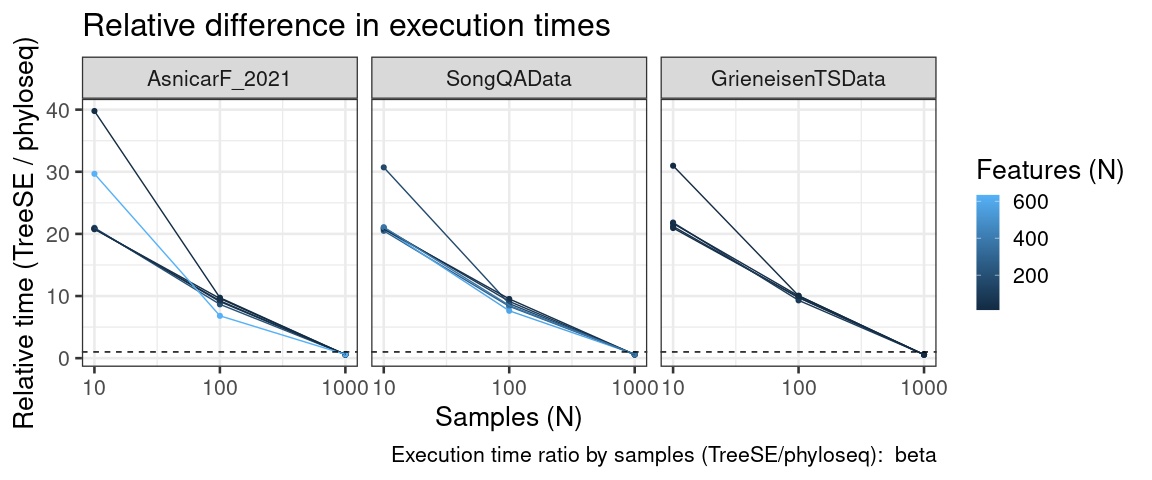 Relative difference in execution times
AsnicarF_2021
SongQAData
GrieneisenTSData
Relative time (TreeSE / phyloseq)
40
30
20
10
0
10 100 1000
10 100 1000
10 100 1000
Samples (N)
Features (N)
600
400
200
Execution time ratio by samples (TreeSE/phyloseq): beta